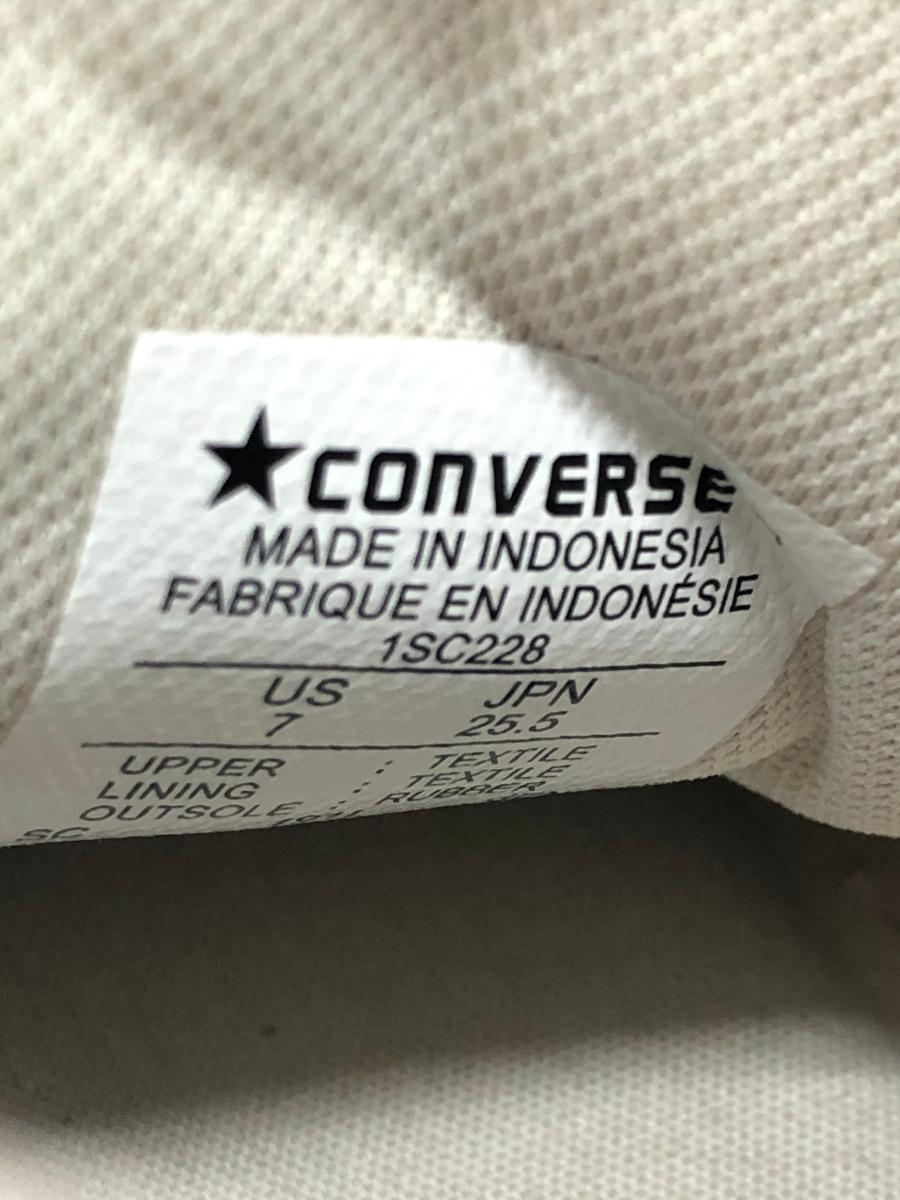 ★CONVERSE
MADE IN INDONESIA
FABRIQUE EN INDONÉSIE
1SC228
US JPN
7 25.5
UPPER : TEXTILE
LINING : TEXTILE
OUTSOLE : RUBBER
SC